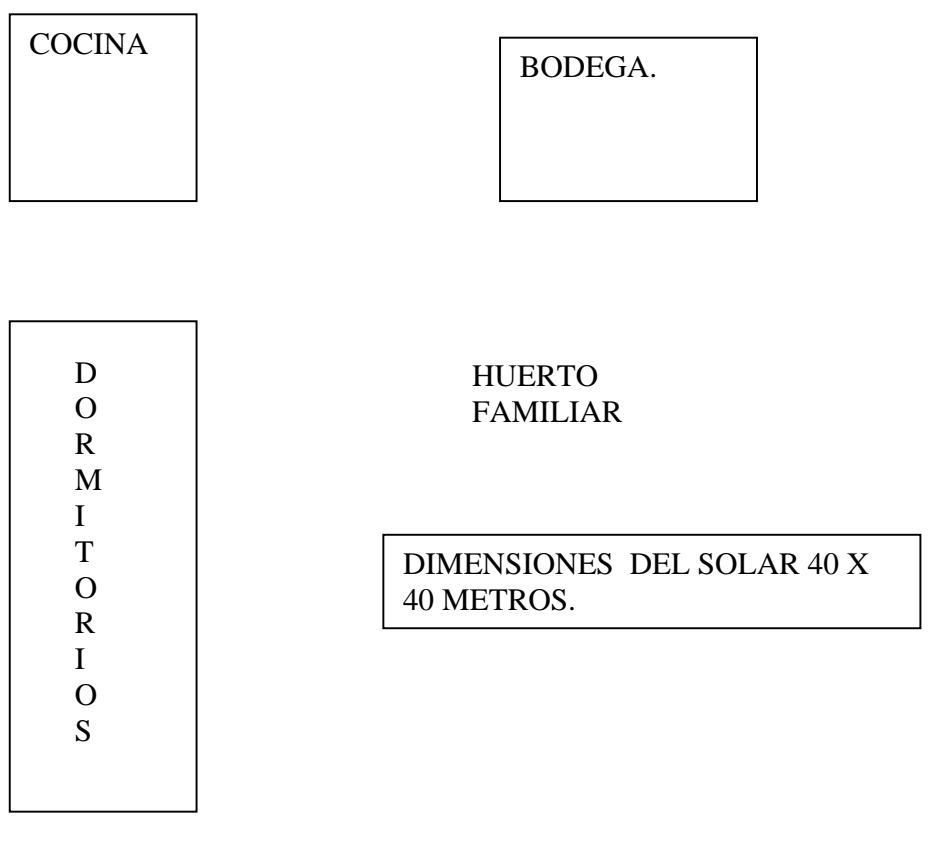 COCINA
BODEGA.
D
O
R
M
I
T
O
R
I
O
S
HUERTO
FAMILIAR
DIMENSIONES  DEL SOLAR 40 X
40 METROS.